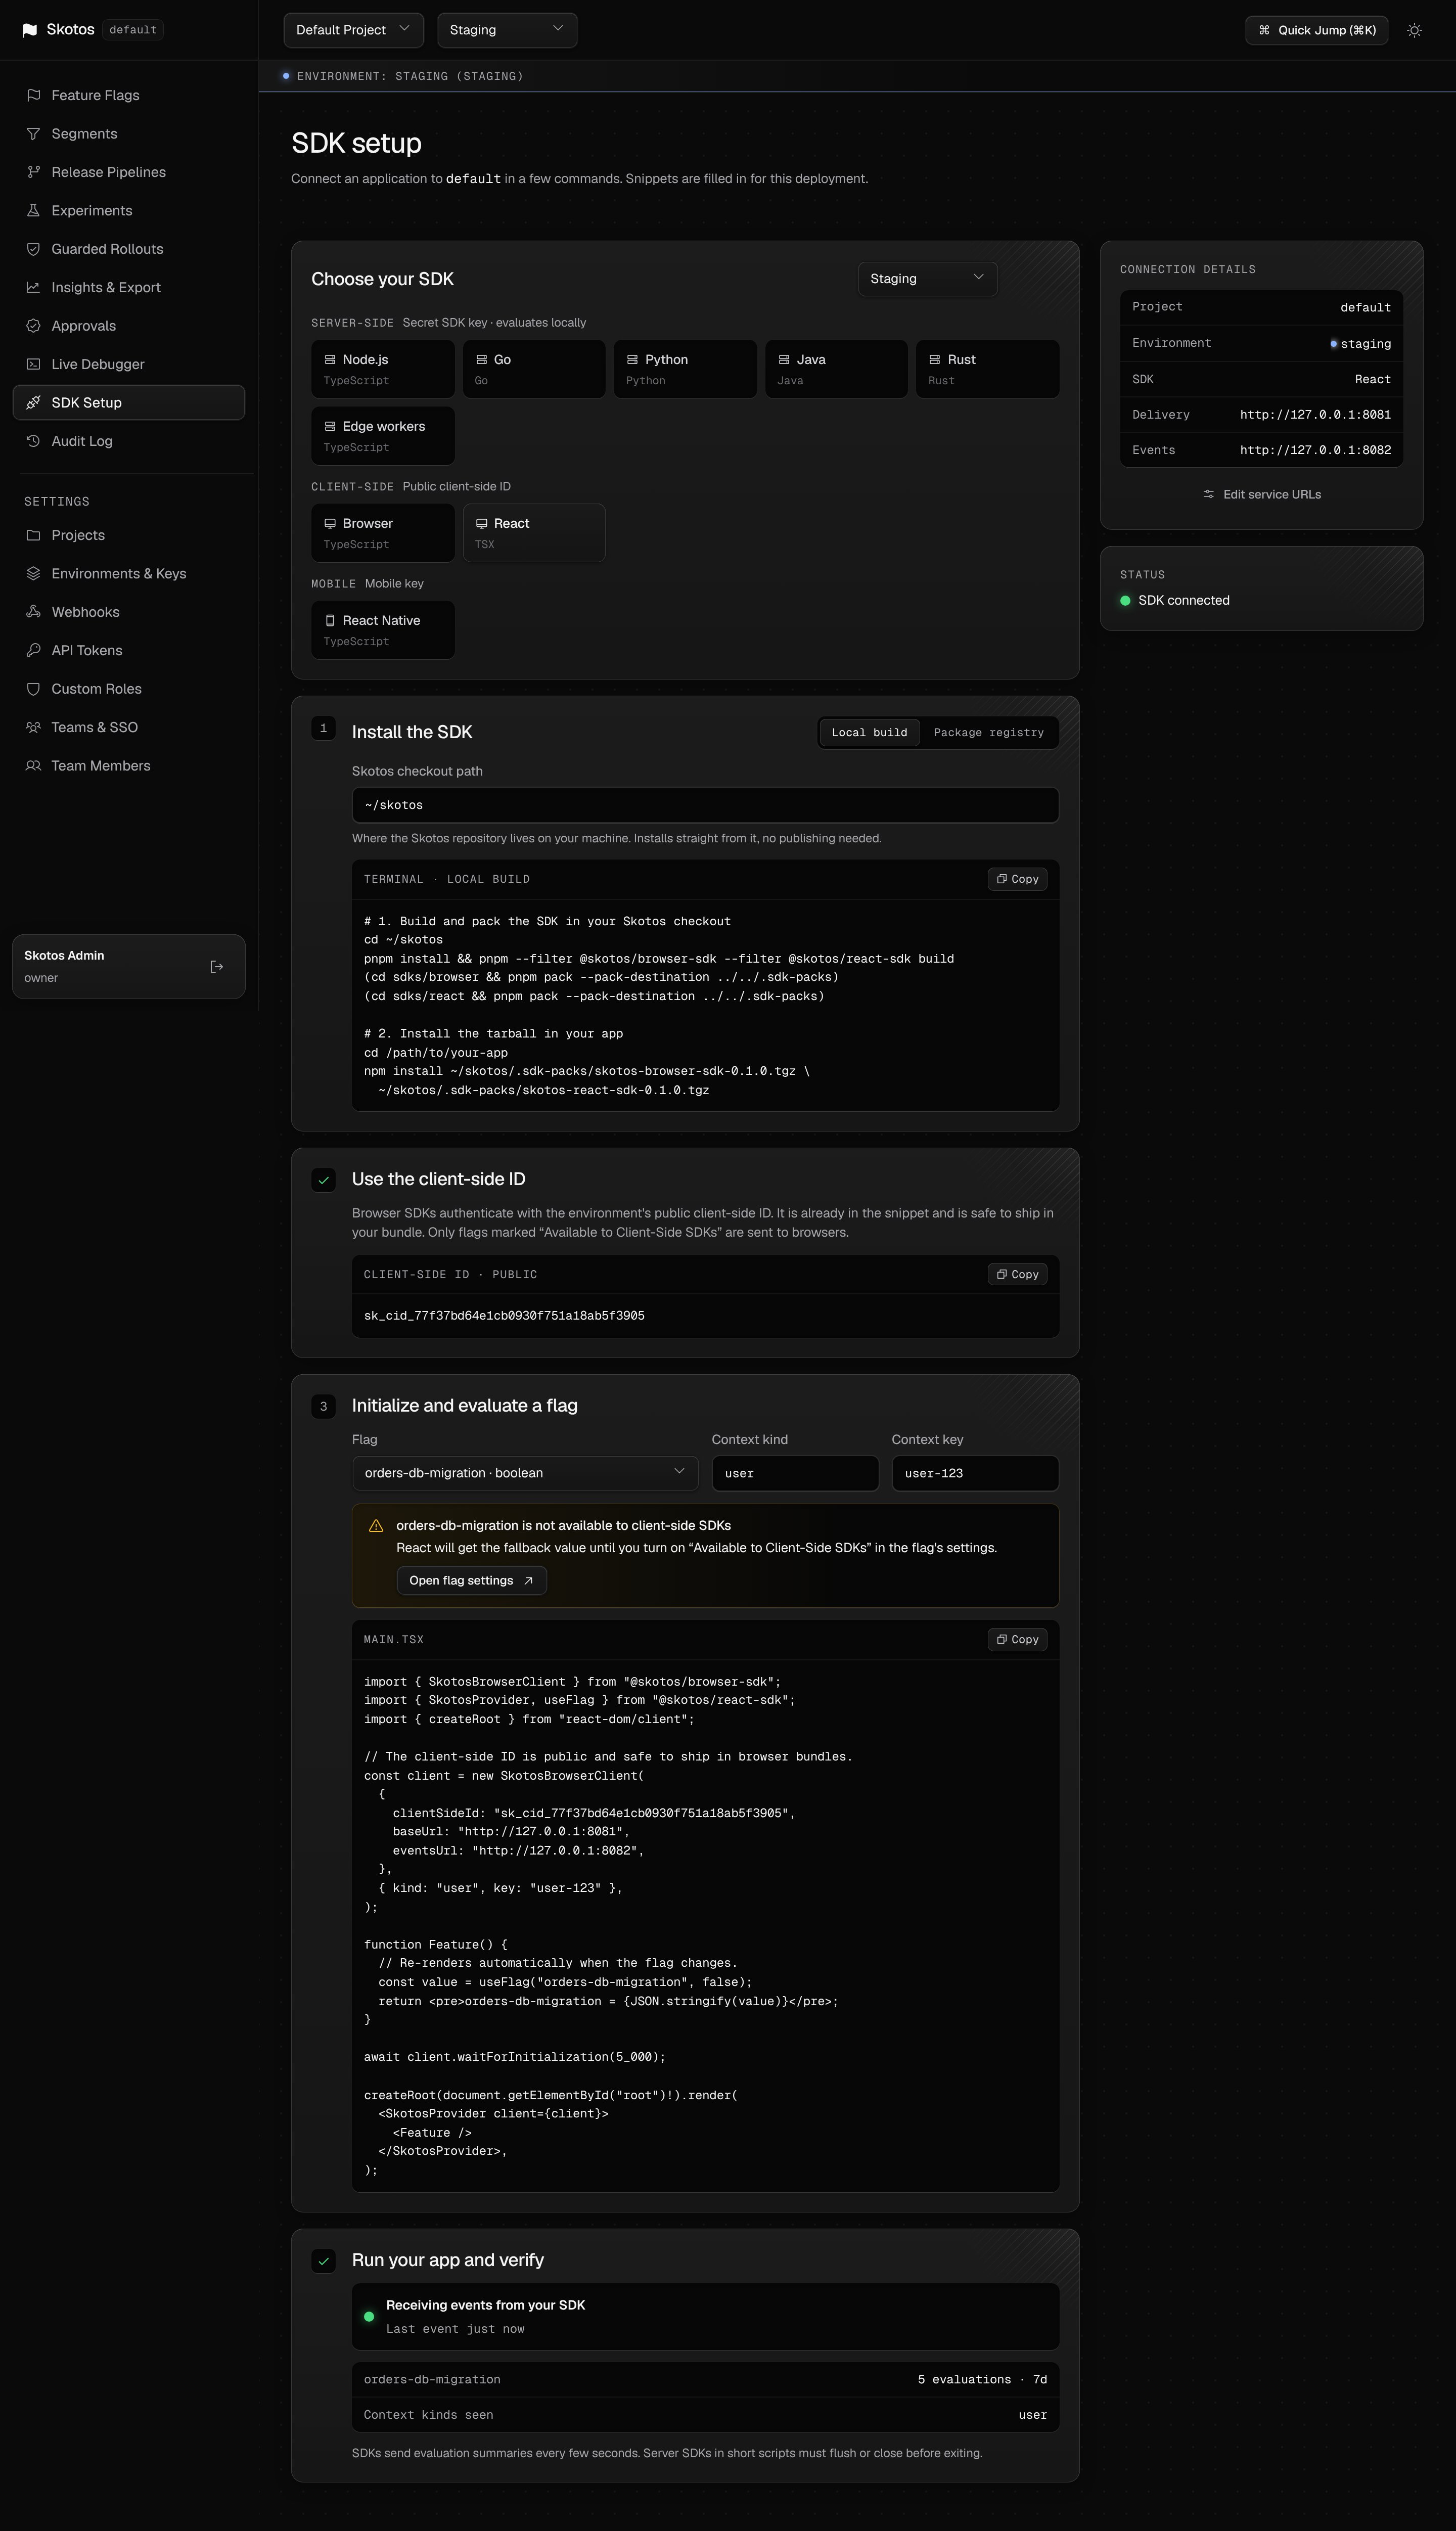 Skotos default
Default Project
Staging
⌘ Quick Jump (⌘K)
ENVIRONMENT: STAGING (STAGING)
Feature Flags
Segments
Release Pipelines
Experiments
Guarded Rollouts
Insights & Export
Approvals
Live Debugger
SDK Setup
Audit Log
SETTINGS
Projects
Environments & Keys
Webhooks
API Tokens
Custom Roles
Teams & SSO
Team Members
Skotos Admin
owner
SDK setup
Connect an application to default in a few commands. Snippets are filled in for this deployment.
Choose your SDK
Staging
SERVER-SIDE Secret SDK key · evaluates locally
Node.js
TypeScript
Go
Go
Python
Python
Java
Java
Rust
Rust
Edge workers
TypeScript
CLIENT-SIDE Public client-side ID
Browser
TypeScript
React
TSX
MOBILE Mobile key
React Native
TypeScript
CONNECTION DETAILS
Project default
Environment staging
SDK React
Delivery http://127.0.0.1:8081
Events http://127.0.0.1:8082
Edit service URLs
STATUS
SDK connected
1 Install the SDK
Local build Package registry
Skotos checkout path
~/skotos
Where the Skotos repository lives on your machine. Installs straight from it, no publishing needed.
TERMINAL · LOCAL BUILD
Copy
# 1. Build and pack the SDK in your Skotos checkout
cd ~/skotos
pnpm install && pnpm --filter @skotos/browser-sdk --filter @skotos/react-sdk build
(cd sdks/browser && pnpm pack --pack-destination ../../.sdk-packs)
(cd sdks/react && pnpm pack --pack-destination ../../.sdk-packs)
# 2. Install the tarball in your app
cd /path/to/your-app
npm install ~/skotos/.sdk-packs/skotos-browser-sdk-0.1.0.tgz \
~/skotos/.sdk-packs/skotos-react-sdk-0.1.0.tgz
Use the client-side ID
Browser SDKs authenticate with the environment's public client-side ID. It is already in the snippet and is safe to ship in
your bundle. Only flags marked “Available to Client-Side SDKs” are sent to browsers.
CLIENT-SIDE ID · PUBLIC
Copy
sk_cid_77f37bd64e1cb0930f751a18ab5f3905
3 Initialize and evaluate a flag
Flag
Context kind
Context key
orders-db-migration · boolean
user
user-123
orders-db-migration is not available to client-side SDKs
React will get the fallback value until you turn on “Available to Client-Side SDKs” in the flag's settings.
Open flag settings
MAIN.TSX
Copy
import { SkotosBrowserClient } from "@skotos/browser-sdk";
import { SkotosProvider, useFlag } from "@skotos/react-sdk";
import { createRoot } from "react-dom/client";
// The client-side ID is public and safe to ship in browser bundles.
const client = new SkotosBrowserClient(
{
clientSideId: "sk_cid_77f37bd64e1cb0930f751a18ab5f3905",
baseUrl: "http://127.0.0.1:8081",
eventsUrl: "http://127.0.0.1:8082",
},
{ kind: "user", key: "user-123" },
);
function Feature() {
// Re-renders automatically when the flag changes.
const value = useFlag("orders-db-migration", false);
return <pre>orders-db-migration = {JSON.stringify(value)}</pre>;
}
await client.waitForInitialization(5_000);
createRoot(document.getElementById("root")!).render(
<SkotosProvider client={client}>
<Feature />
</SkotosProvider>,
);
Run your app and verify
Receiving events from your SDK
Last event just now
orders-db-migration 5 evaluations · 7d
Context kinds seen user
SDKs send evaluation summaries every few seconds. Server SDKs in short scripts must flush or close before exiting.